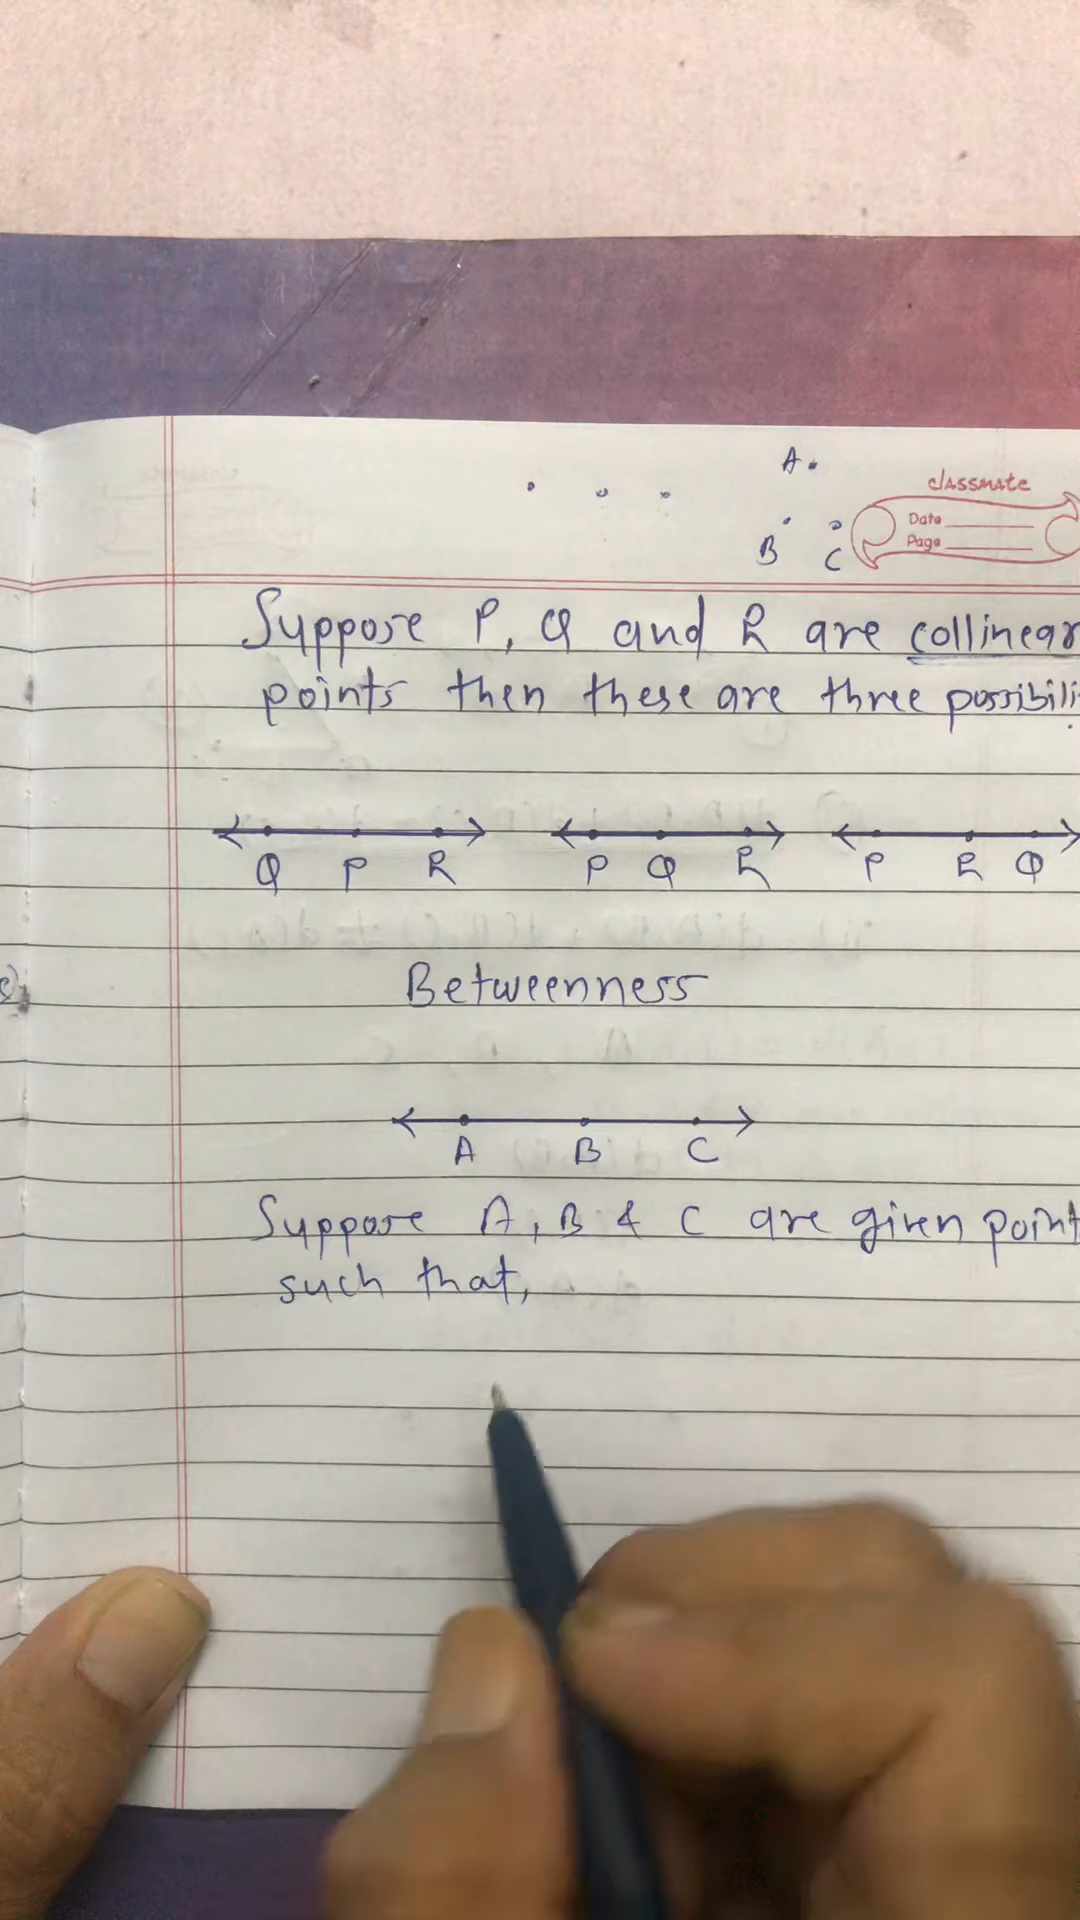 A.
classmate
Date
Page
B C
Suppose P, Q and R are collinear
points then these are three possibili
Q P R P Q R P R Q
Betweenness
A B C
Suppose A, B & C are given point
such that,